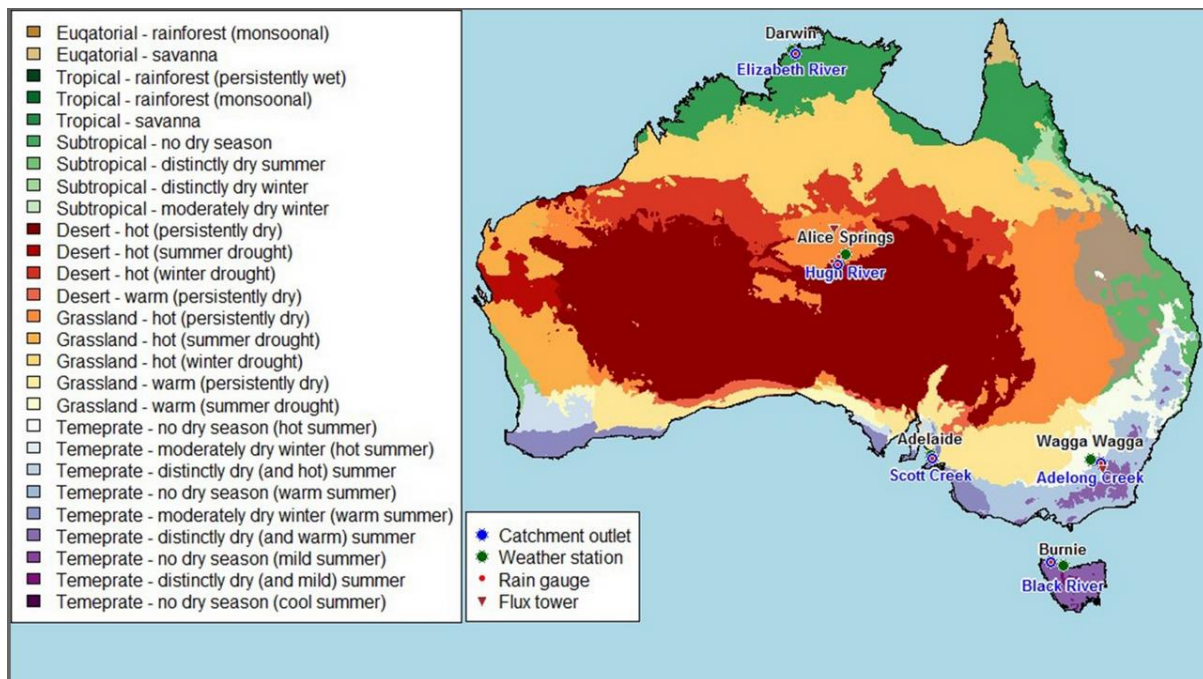 Euqatorial - rainforest (monsoonal)
Euqatorial - savanna
Tropical - rainforest (persistently wet)
Tropical - rainforest (monsoonal)
Tropical - savanna
Subtropical - no dry season
Subtropical - distinctly dry summer
Subtropical - distinctly dry winter
Subtropical - moderately dry winter
Desert - hot (persistently dry)
Desert - hot (summer drought)
Desert - hot (winter drought)
Desert - warm (persistently dry)
Grassland - hot (persistently dry)
Grassland - hot (summer drought)
Grassland - hot (winter drought)
Grassland - warm (persistently dry)
Grassland - warm (summer drought)
Temeprate - no dry season (hot summer)
Temeprate - moderately dry winter (hot summer)
Temeprate - distinctly dry (and hot) summer
Temeprate - no dry season (warm summer)
Temeprate - moderately dry winter (warm summer)
Temeprate - distinctly dry (and warm) summer
Temeprate - no dry season (mild summer)
Temeprate - distinctly dry (and mild) summer
Temeprate - no dry season (cool summer)
Darwin
Elizabeth River
Alice Springs
Hugh River
Adelaide
Scott Creek
Wagga Wagga
Adelong Creek
Burnie
Black River
Catchment outlet
Weather station
Rain gauge
Flux tower